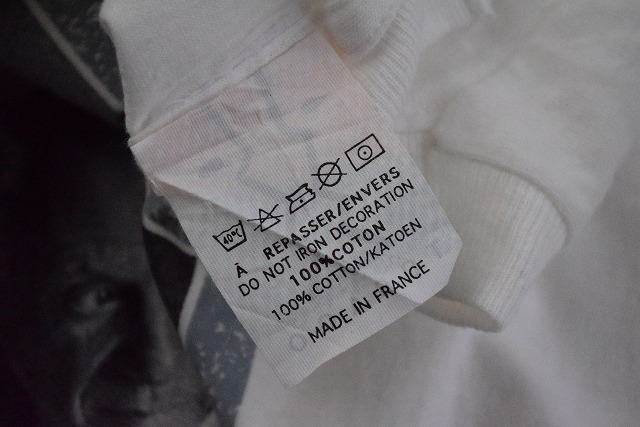 40°C
À REPASSER/ENVERS
DO NOT IRON DECORATION
100%COTON
100% COTTON/KATOEN
MADE IN FRANCE